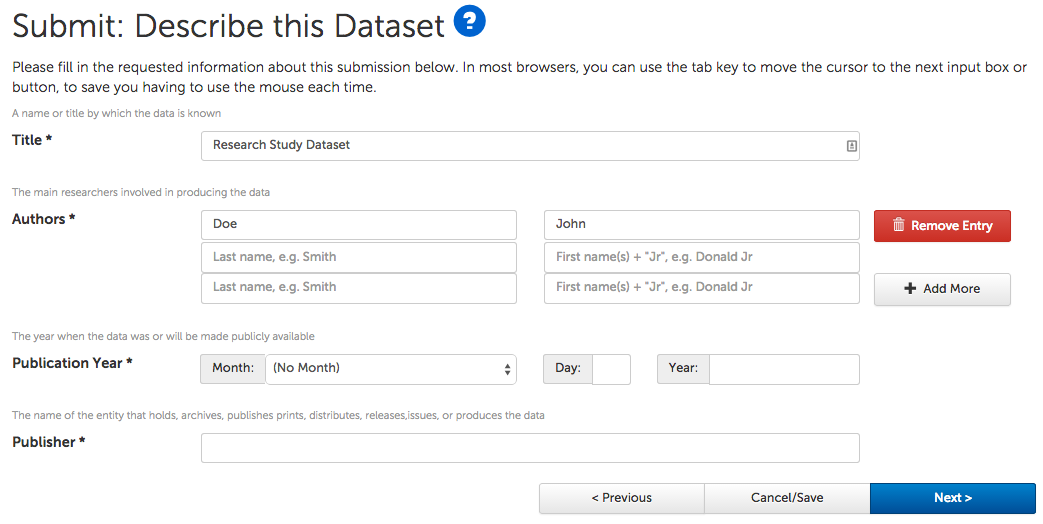 Submit: Describe this Dataset ?
Please fill in the requested information about this submission below. In most browsers, you can use the tab key to move the cursor to the next input box or
button, to save you having to use the mouse each time.
A name or title by which the data is known
Title *
Research Study Dataset
The main researchers involved in producing the data
Authors *
Doe
John
Remove Entry
Last name, e.g. Smith
First name(s) + "Jr", e.g. Donald Jr
Last name, e.g. Smith
First name(s) + "Jr", e.g. Donald Jr
Add More
The year when the data was or will be made publicly available
Publication Year *
Month:
(No Month)
Day:
Year:
The name of the entity that holds, archives, publishes prints, distributes, releases,issues, or produces the data
Publisher *
< Previous
Cancel/Save
Next >